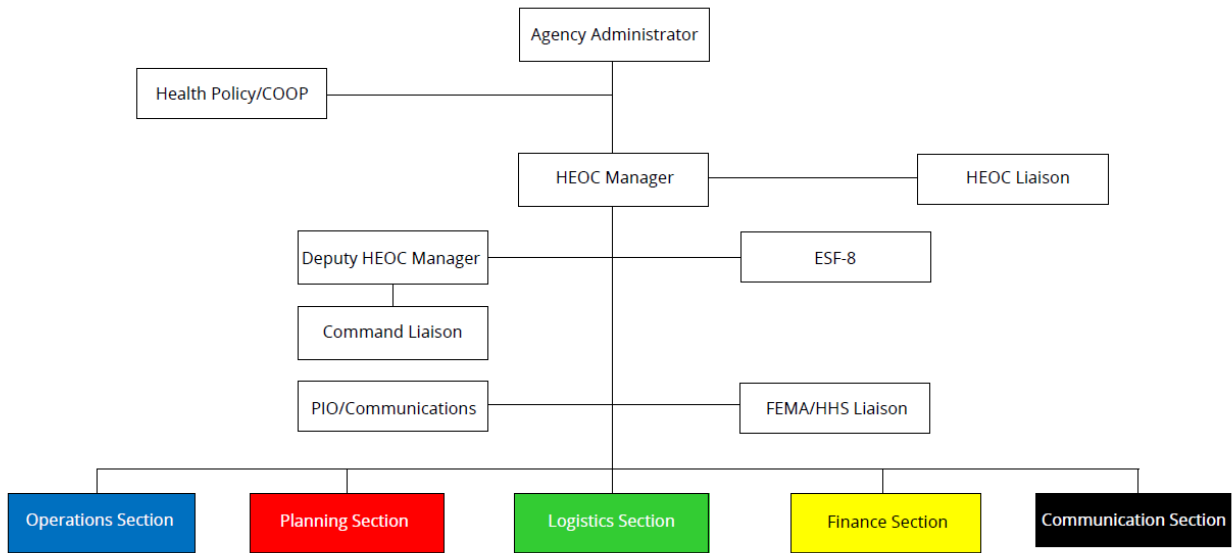 Agency Administrator
Health Policy/COOP
HEOC Manager
HEOC Liaison
Deputy HEOC Manager
ESF-8
Command Liaison
PIO/Communications
FEMA/HHS Liaison
Operations Section
Planning Section
Logistics Section
Finance Section
Communication Section